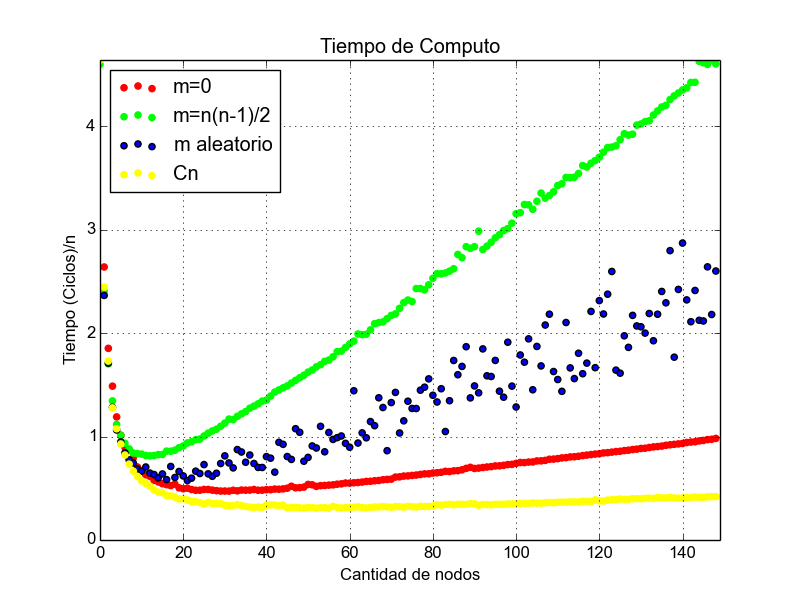 Tiempo de Computo
m=0
m=n(n-1)/2
m aleatorio
Cn
Tiempo (Ciclos)/n
4
3
2
1
0
0 20 40 60 80 100 120 140
Cantidad de nodos